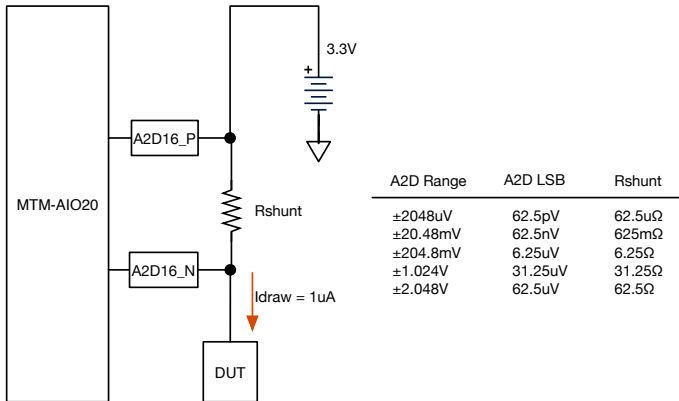 3.3V
+
A2D16_P
MTM-AIO20
Rshunt
A2D16_N
Idraw = 1uA
DUT
A2D Range A2D LSB Rshunt
±2048uV 62.5pV 62.5uΩ
±20.48mV 62.5nV 625mΩ
±204.8mV 6.25uV 6.25Ω
±1.024V 31.25uV 31.25Ω
±2.048V 62.5uV 62.5Ω